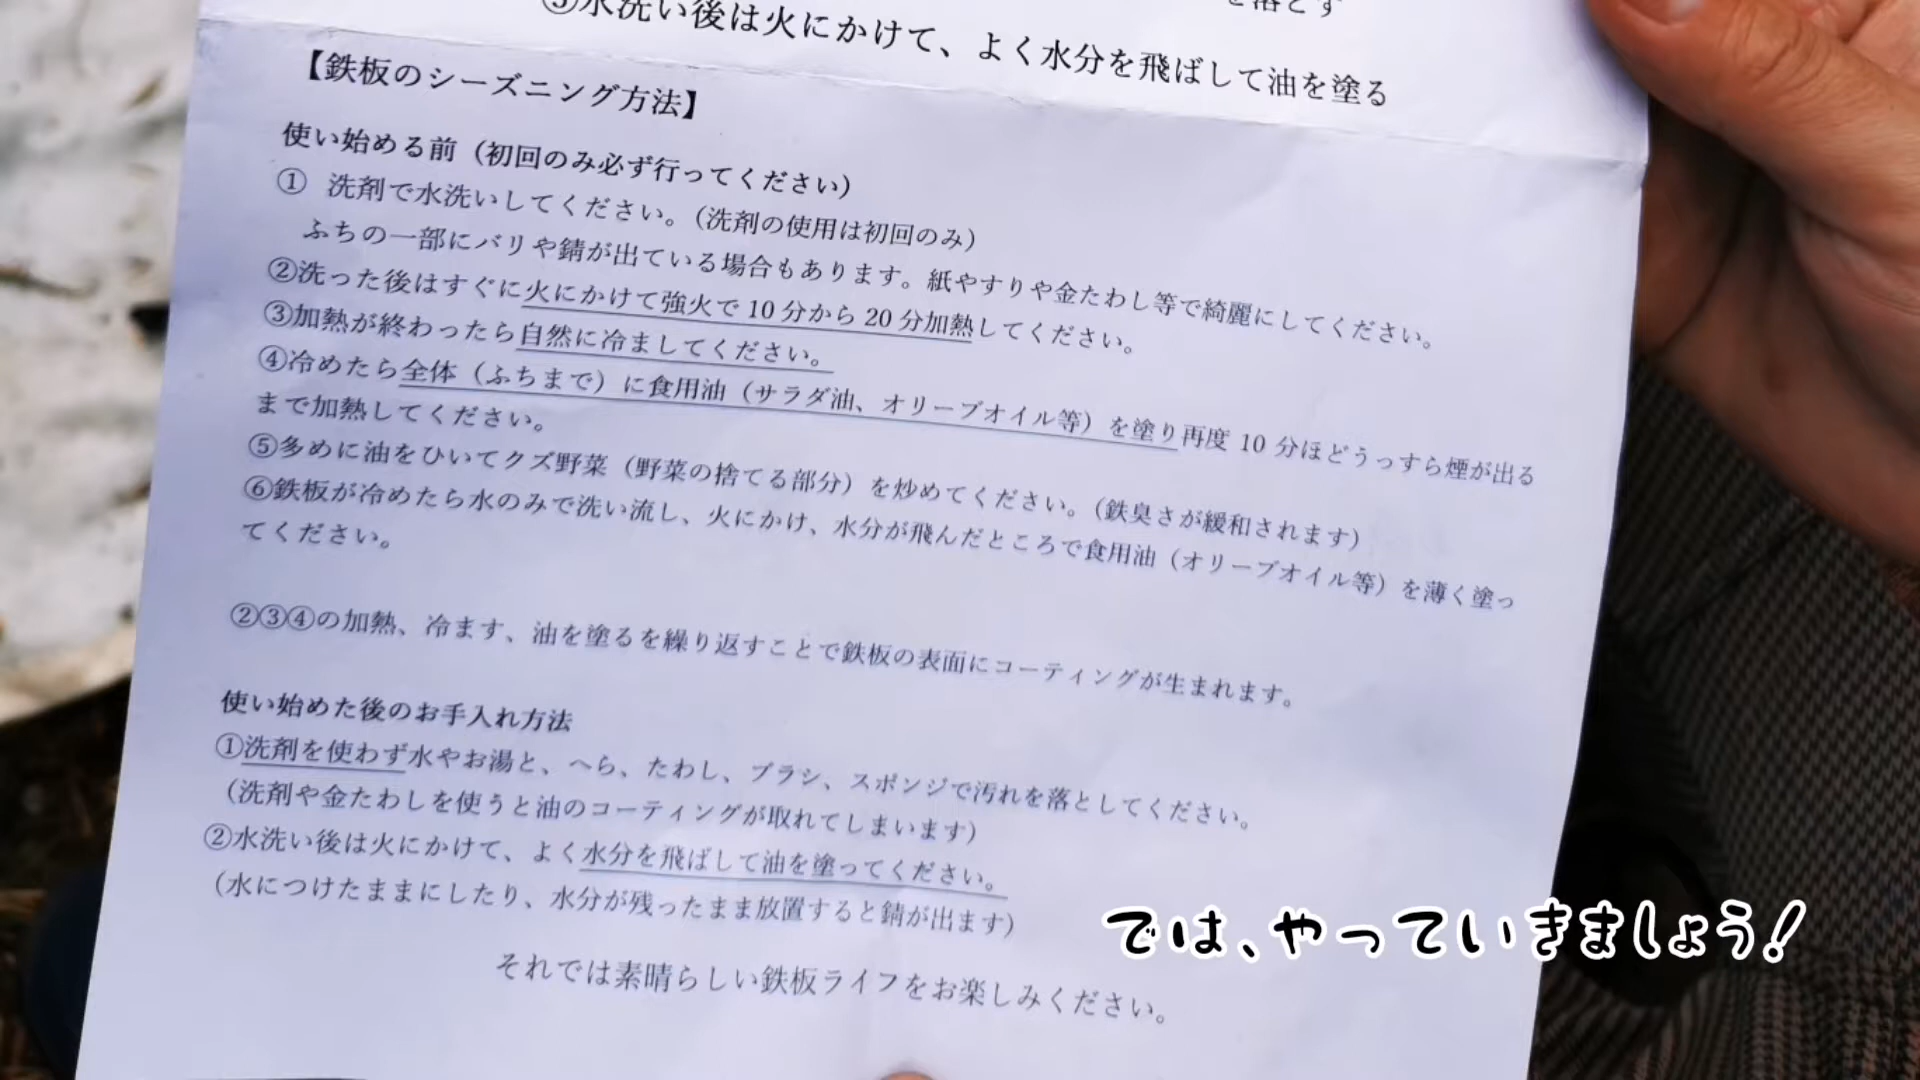 を落とす
⑤水洗い後は火にかけて、よく水分を飛ばして油を塗る
【鉄板のシーズニング方法】
使い始める前（初回のみ必ず行ってください）
① 洗剤で水洗いしてください。（洗剤の使用は初回のみ）
ふちの一部にバリや錆が出ている場合もあります。紙やすりや金たわし等で綺麗にしてください。
②洗った後はすぐに火にかけて強火で 10 分から 20 分加熱してください。
③加熱が終わったら自然に冷ましてください。
④冷めたら全体（ふちまで）に食用油（サラダ油、オリーブオイル等）を塗り再度 10 分ほどうっすら煙が出る
まで加熱してください。
⑤多めに油をひいてクズ野菜（野菜の捨てる部分）を炒めてください。（鉄臭さが緩和されます）
⑥鉄板が冷めたら水のみで洗い流し、火にかけ、水分が飛んだところで食用油（オリーブオイル等）を薄く塗っ
てください。
②③④の加熱、冷ます、油を塗るを繰り返すことで鉄板の表面にコーティングが生まれます。
使い始めた後のお手入れ方法
①洗剤を使わず水やお湯と、へら、たわし、ブラシ、スポンジで汚れを落としてください。
（洗剤や金たわしを使うと油のコーティングが取れてしまいます）
②水洗い後は火にかけて、よく水分を飛ばして油を塗ってください。
（水につけたままにしたり、水分が残ったまま放置すると錆が出ます）
それでは素晴らしい鉄板ライフをお楽しみください。
では、やっていきましょう！